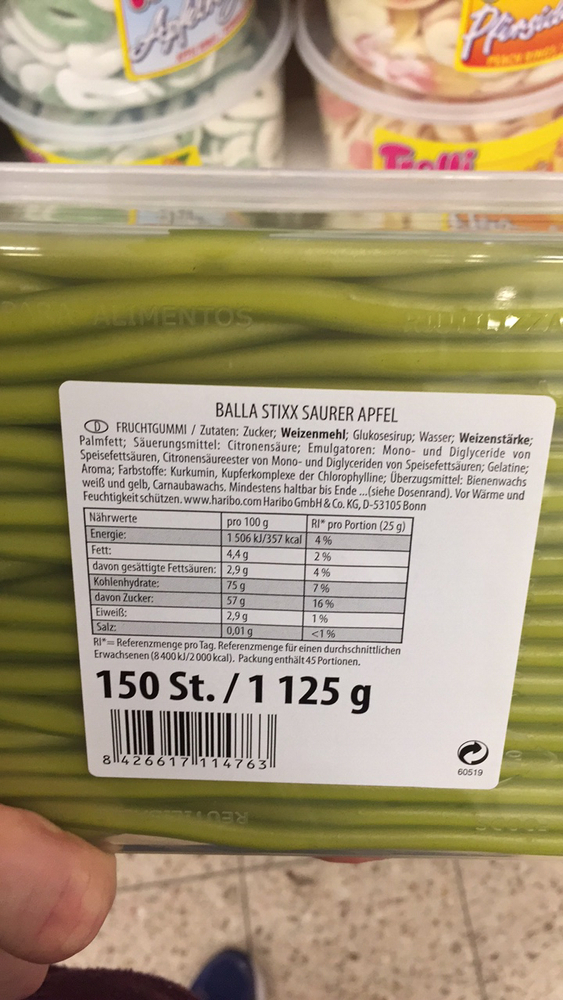 Pfirsich
Trolli
ALIMENTOS
BALLA STIXX SAURER APFEL
D FRUCHTGUMMI / Zutaten: Zucker; Weizenmehl; Glukosesirup; Wasser; Weizenstärke;
Palmfett; Säuerungsmittel: Citronensäure; Emulgatoren: Mono- und Diglyceride von
Speisefettsäuren, Citronensäureester von Mono- und Diglyceriden von Speisefettsäuren; Gelatine;
Aroma; Farbstoffe: Kurkumin, Kupferkomplexe der Chlorophylline; Überzugsmittel: Bienenwachs
weiß und gelb, Carnaubawachs. Mindestens haltbar bis Ende ...(siehe Dosenrand). Vor Wärme und
Feuchtigkeit schützen. www.haribo.com Haribo GmbH & Co. KG, D-53105 Bonn
Nährwerte pro 100 g RI* pro Portion (25 g)
Energie: 1 506 kJ/357 kcal 4 %
Fett: 4,4 g 2 %
davon gesättigte Fettsäuren: 2,9 g 4 %
Kohlenhydrate: 75 g 7 %
davon Zucker: 57 g 16 %
Eiweiß: 2,9 g 1 %
Salz: 0,01 g <1 %
RI*= Referenzmenge pro Tag. Referenzmenge für einen durchschnittlichen
Erwachsenen (8 400 kJ/2 000 kcal). Packung enthält 45 Portionen.
150 St. / 1 125 g
8 426617 114763
60519